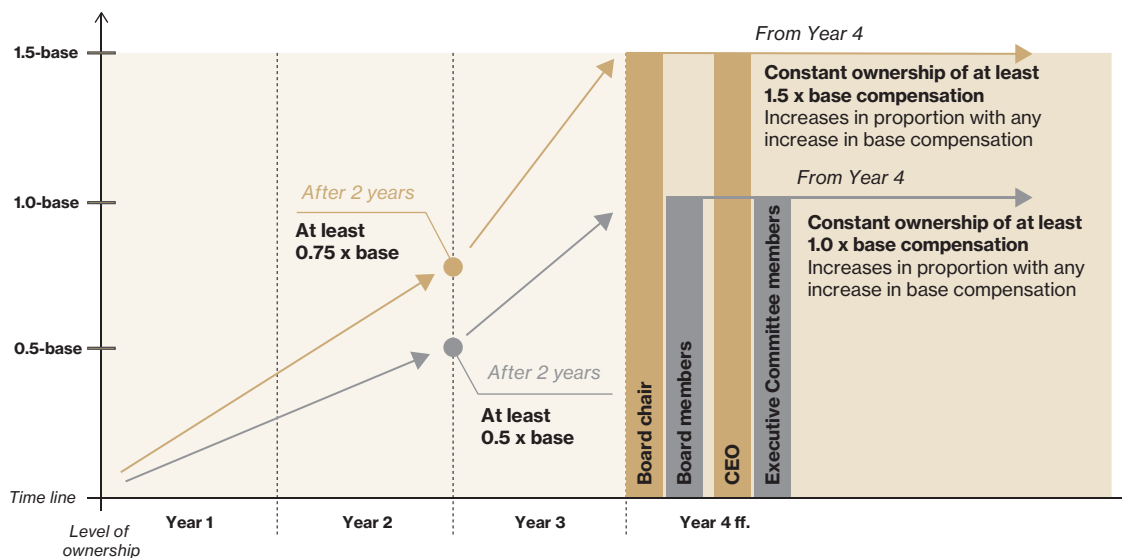 From Year 4
1.5-base
Constant ownership of at least
1.5 x base compensation
Increases in proportion with any
increase in base compensation
From Year 4
After 2 years
1.0-base
At least
0.75 x base
Constant ownership of at least
1.0 x base compensation
Increases in proportion with any
increase in base compensation
0.5-base
After 2 years
At least
0.5 x base
Board chair
Board members
CEO
Executive Committee members
Time line
Level of
ownership
Year 1
Year 2
Year 3
Year 4 ff.